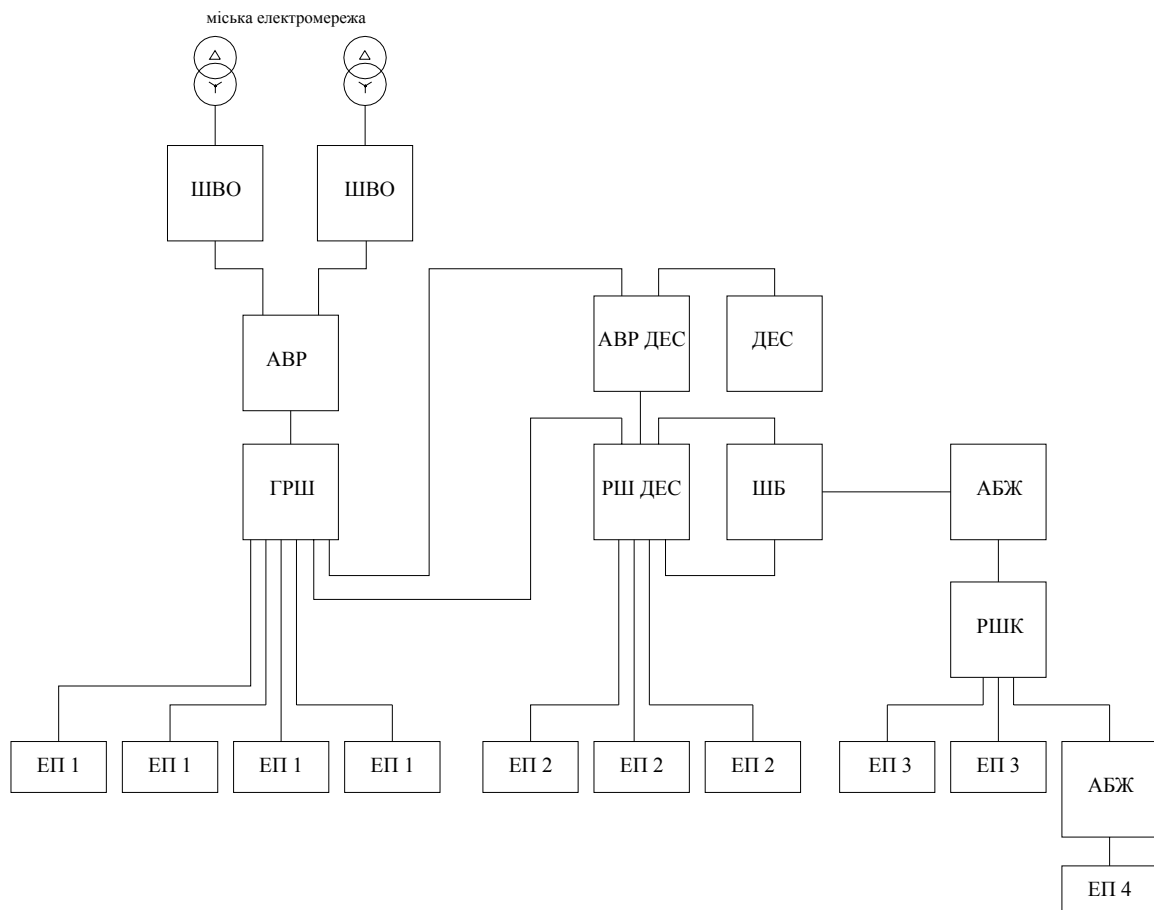 міська електромережа
ШВО ШВО
АВР ДЕС ДЕС
АВР
ГРШ РШ ДЕС ШБ АБЖ
РШК
ЕП 1 ЕП 1 ЕП 1 ЕП 1 ЕП 2 ЕП 2 ЕП 2 ЕП 3 ЕП 3
АБЖ
ЕП 4